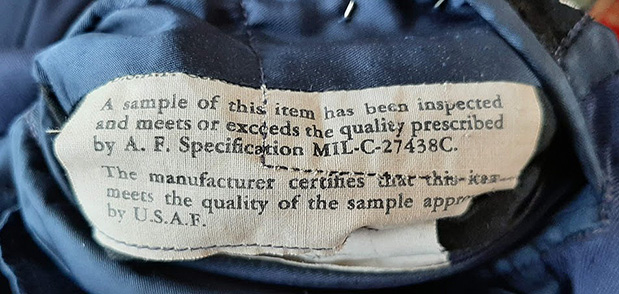 A sample of this item has been inspected
and meets or exceeds the quality prescribed
by A. F. Specification MIL-C-27438C.
The manufacturer certifies that this
meets the quality of the sample
by U.S.A.F.